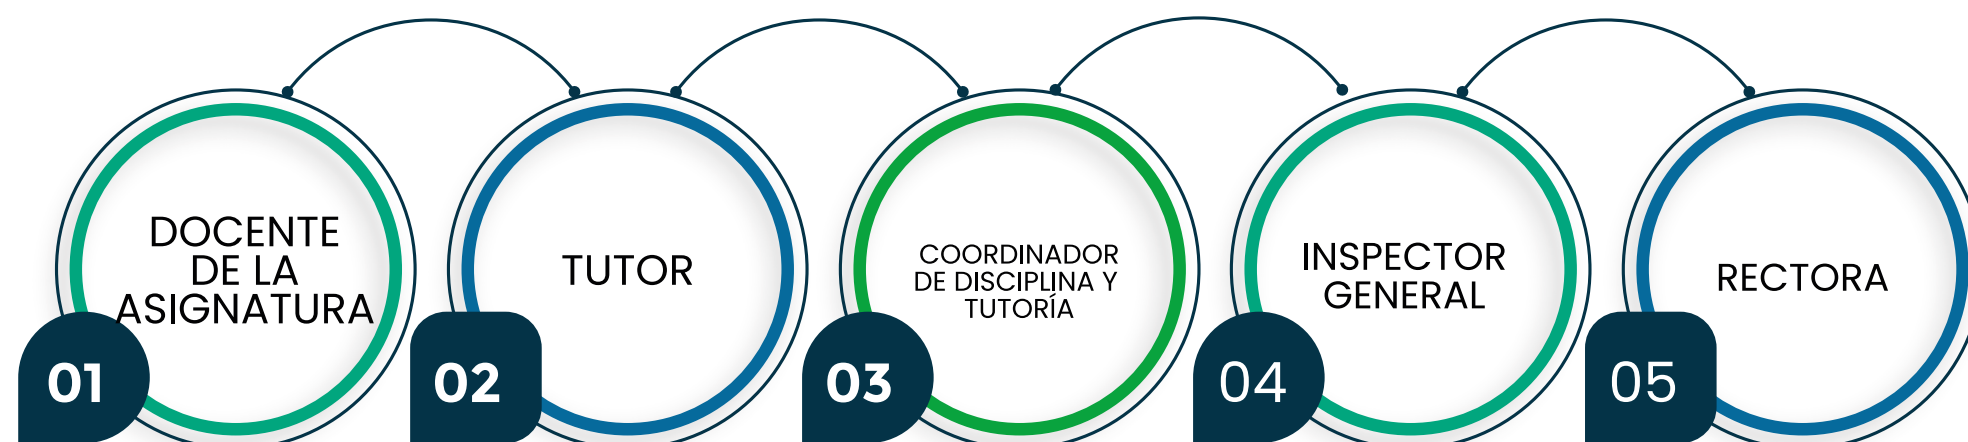 DOCENTE
DE LA
ASIGNATURA
01
TUTOR
02
COORDINADOR
DE DISCIPLINA Y
TUTORÍA
03
INSPECTOR
GENERAL
04
RECTORA
05